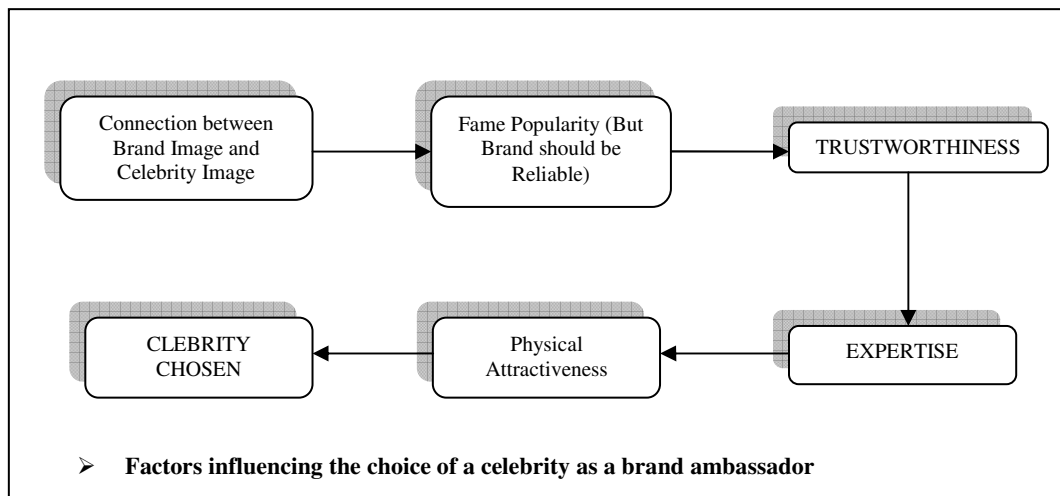 Connection between
Brand Image and
Celebrity Image
Fame Popularity (But
Brand should be
Reliable)
TRUSTWORTHINESS
EXPERTISE
Physical
Attractiveness
CLEBRITY
CHOSEN
➢ Factors influencing the choice of a celebrity as a brand ambassador